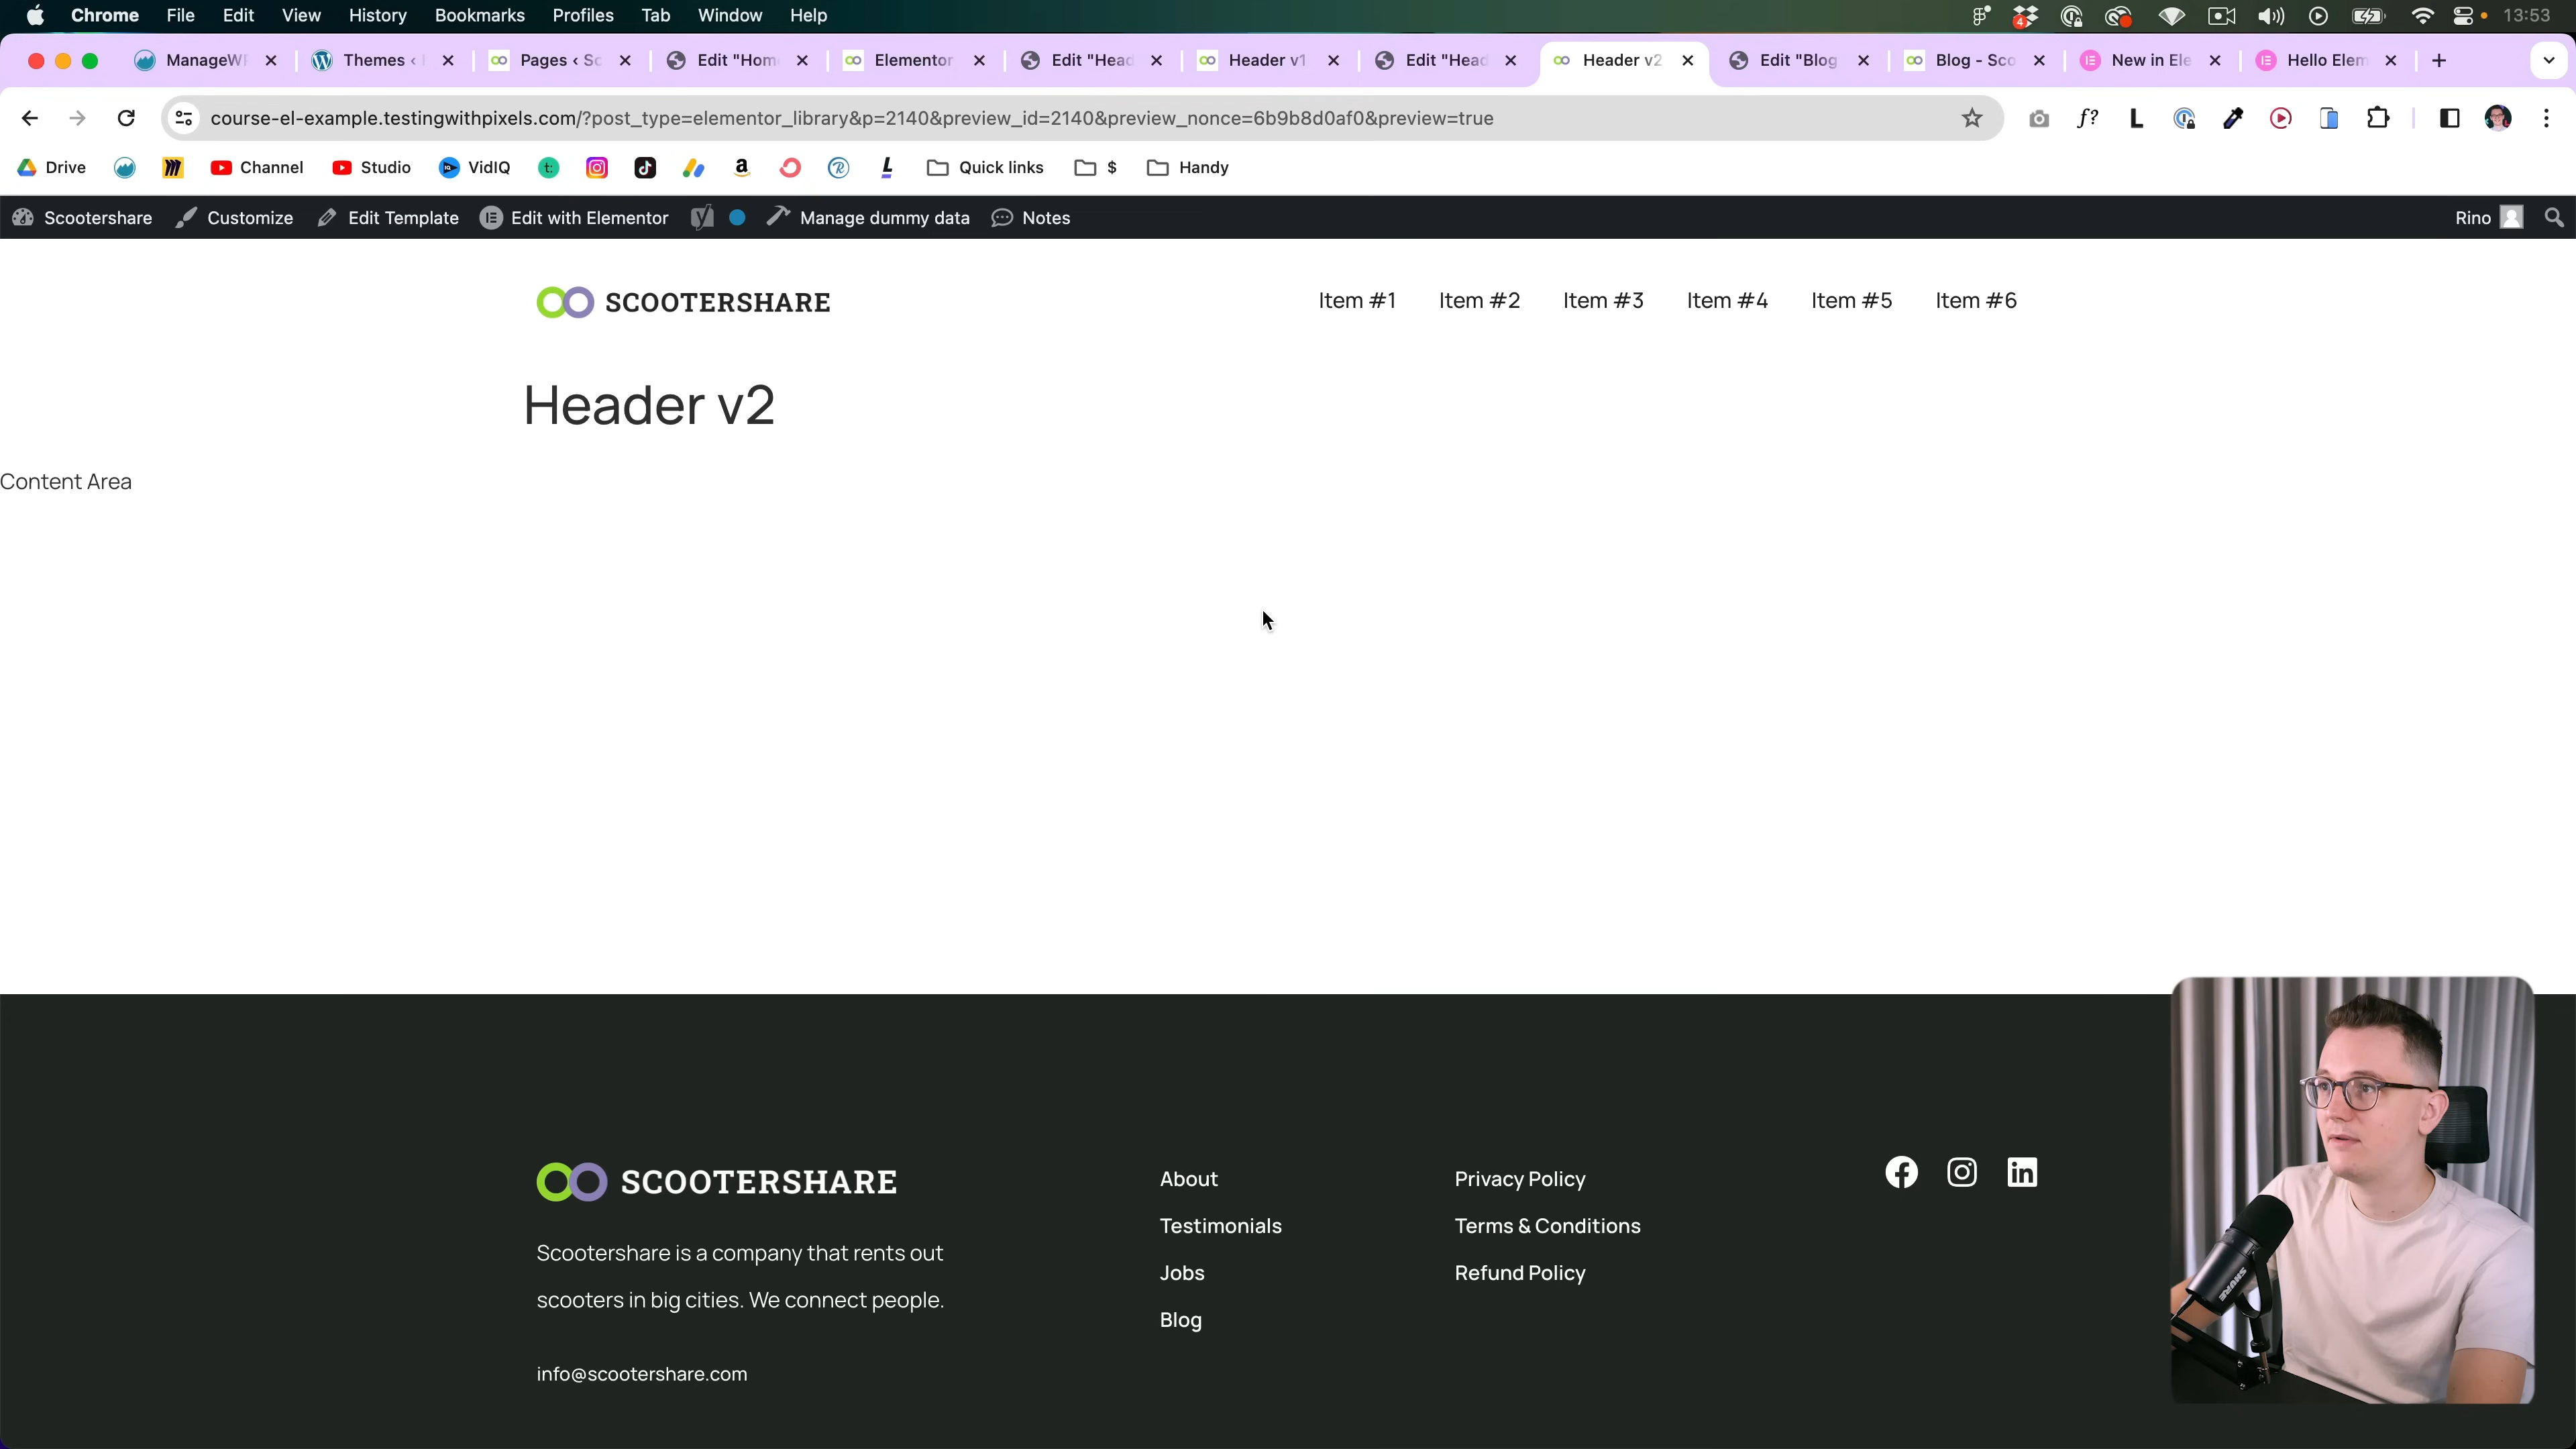 Chrome File Edit View History Bookmarks Profiles Tab Window Help 4 13:53
ManageWP Themes ‹ Pages ‹ Sc Edit "Hom Elementor Edit "Head Header v1 Edit "Head Header v2 Edit "Blog Blog - Sco New in Ele Hello Elem
course-el-example.testingwithpixels.com/?post_type=elementor_library&p=2140&preview_id=2140&preview_nonce=6b9b8d0af0&preview=true f? L
Drive Channel Studio VidIQ t: a L Quick links $ Handy
Scootershare Customize Edit Template Edit with Elementor Manage dummy data Notes Rino
SCOOTERSHARE Item #1 Item #2 Item #3 Item #4 Item #5 Item #6
Header v2
Content Area
SCOOTERSHARE
Scootershare is a company that rents out
scooters in big cities. We connect people.
info@scootershare.com
About
Testimonials
Jobs
Blog
Privacy Policy
Terms & Conditions
Refund Policy
SHURE